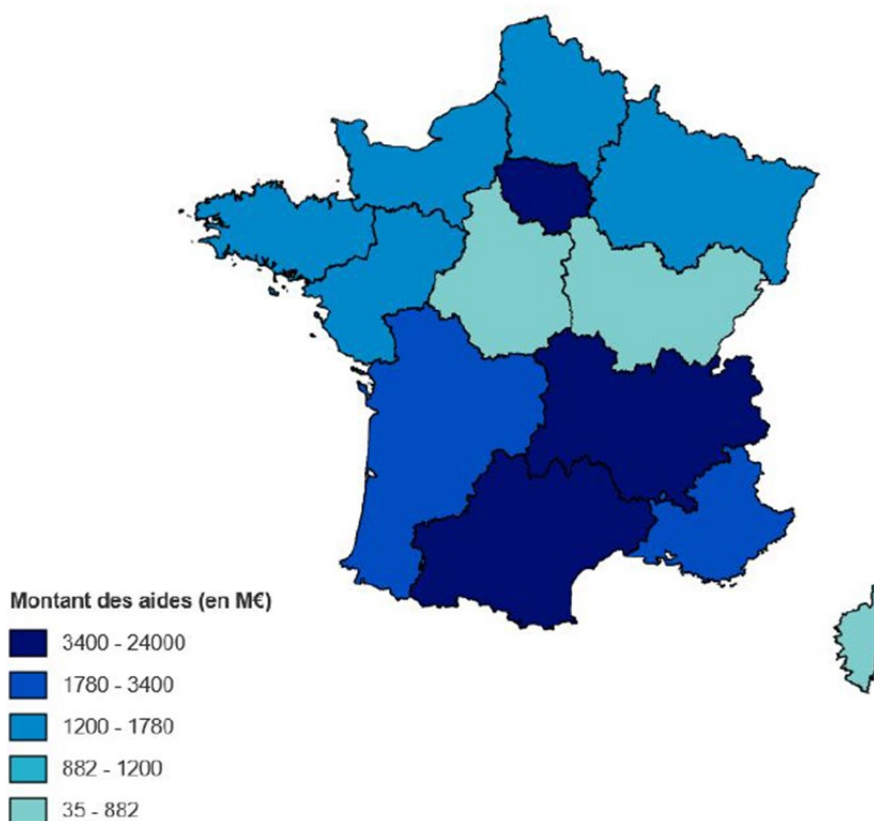 Montant des aides (en M€)
3400 - 24000
1780 - 3400
1200 - 1780
882 - 1200
35 - 882